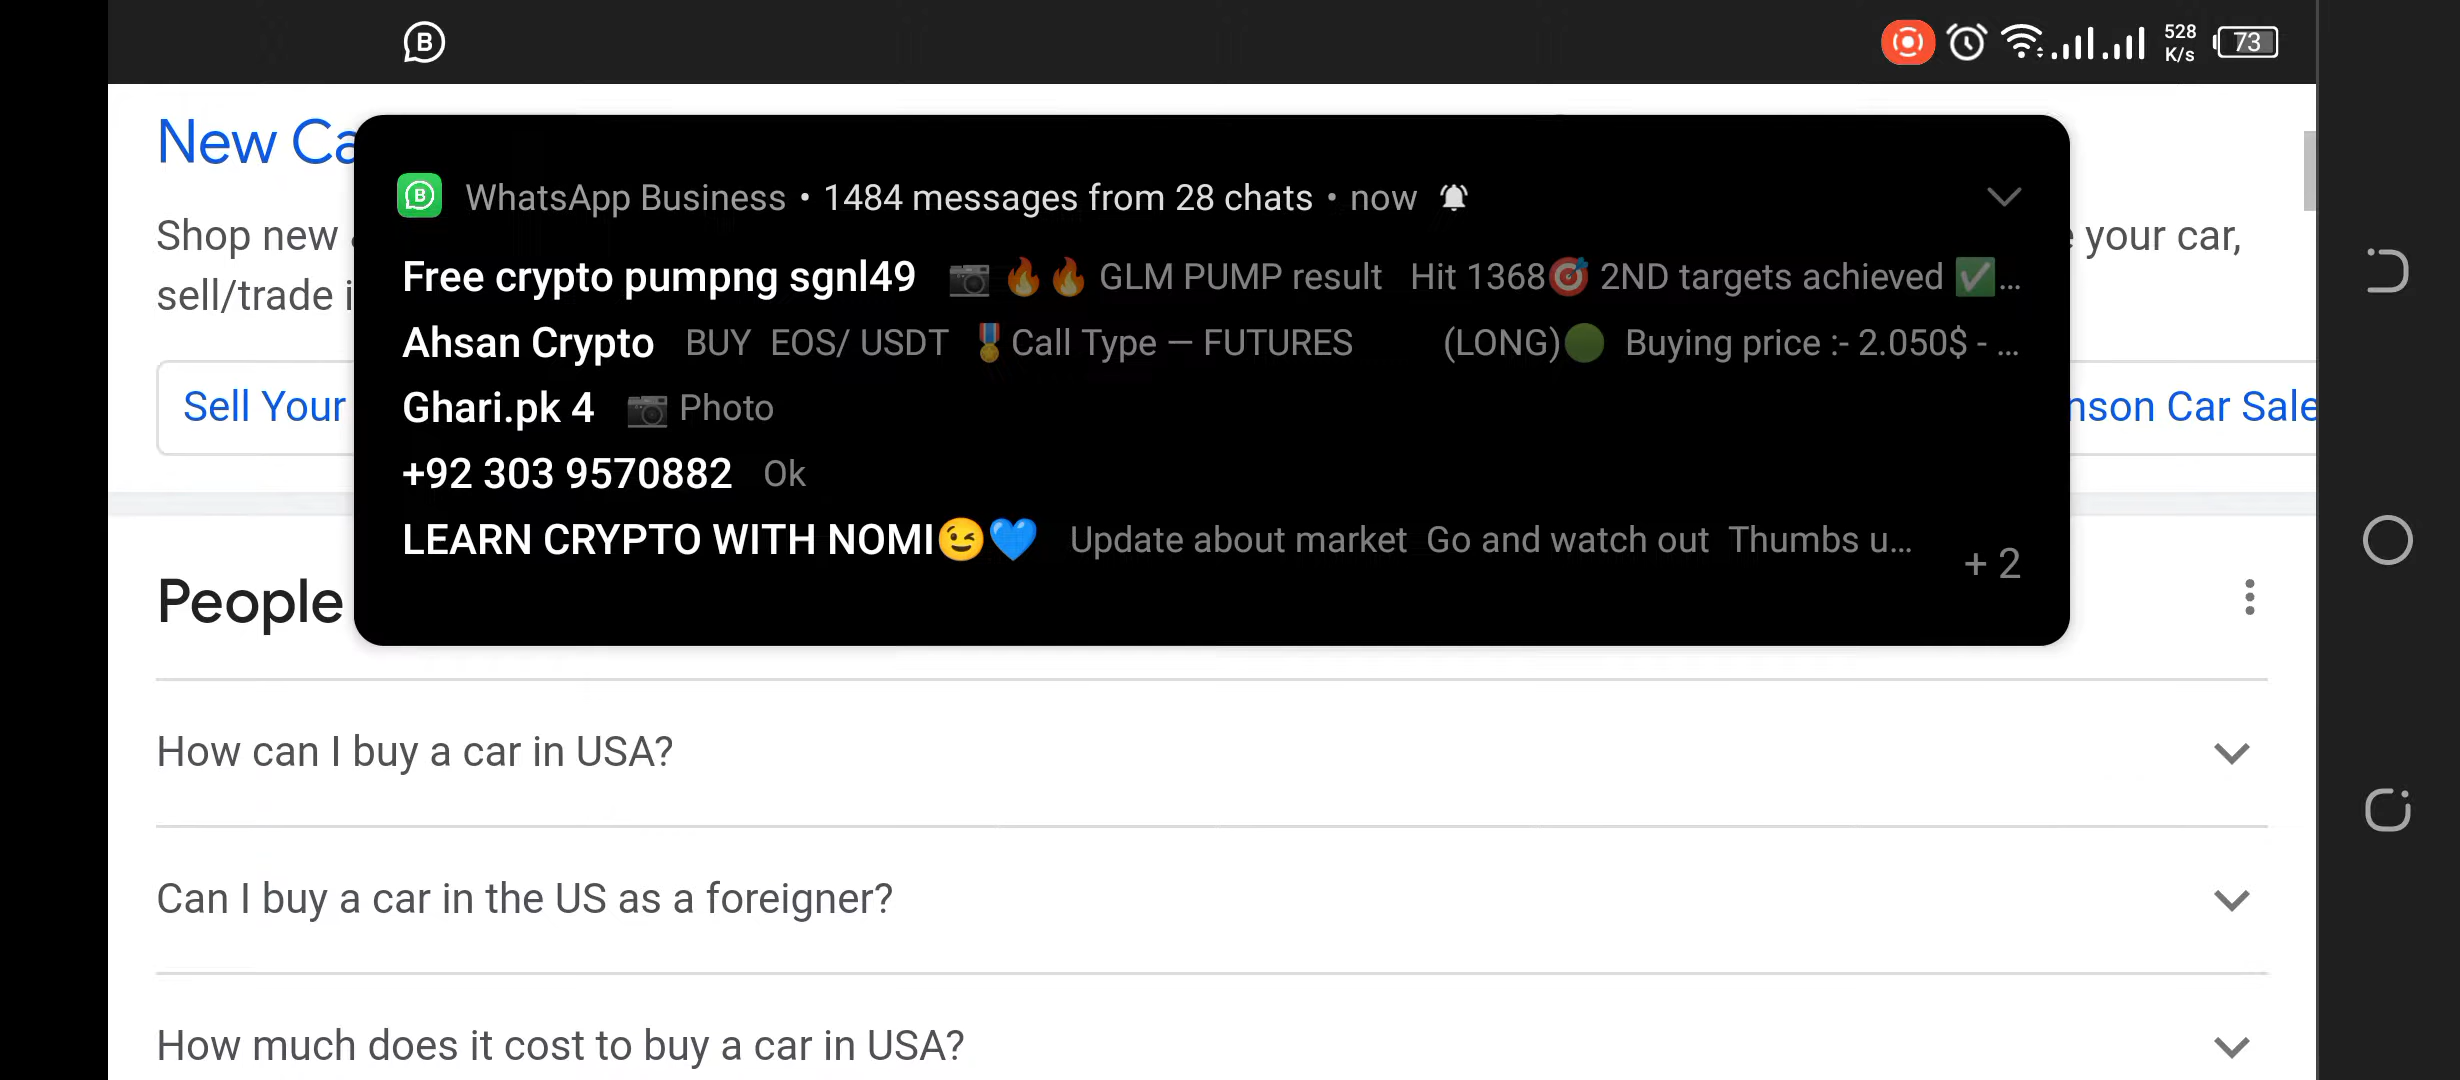 528
K/s
73
New Ca
WhatsApp Business • 1484 messages from 28 chats • now
Shop new
your car,
sell/trade i
Free crypto pumpng sgnl49 📷 🔥🔥 GLM PUMP result Hit 1368🎯 2ND targets achieved ✅...
Ahsan Crypto BUY EOS/ USDT 🎖Call Type — FUTURES (LONG)🟢 Buying price :- 2.050$ - ...
Sell Your
Ghari.pk 4 📷 Photo
nson Car Sale
+92 303 9570882 Ok
LEARN CRYPTO WITH NOMI😉💙 Update about market Go and watch out Thumbs u...
+ 2
People
How can I buy a car in USA?
Can I buy a car in the US as a foreigner?
How much does it cost to buy a car in USA?